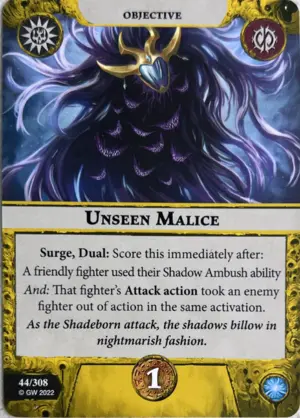 OBJECTIVE
UNSEEN MALICE
Surge, Dual: Score this immediately after:
A friendly fighter used their Shadow Ambush ability
And: That fighter's Attack action took an enemy
fighter out of action in the same activation.
As the Shadeborn attack, the shadows billow in
nightmarish fashion.
44/308
© GW 2022
1